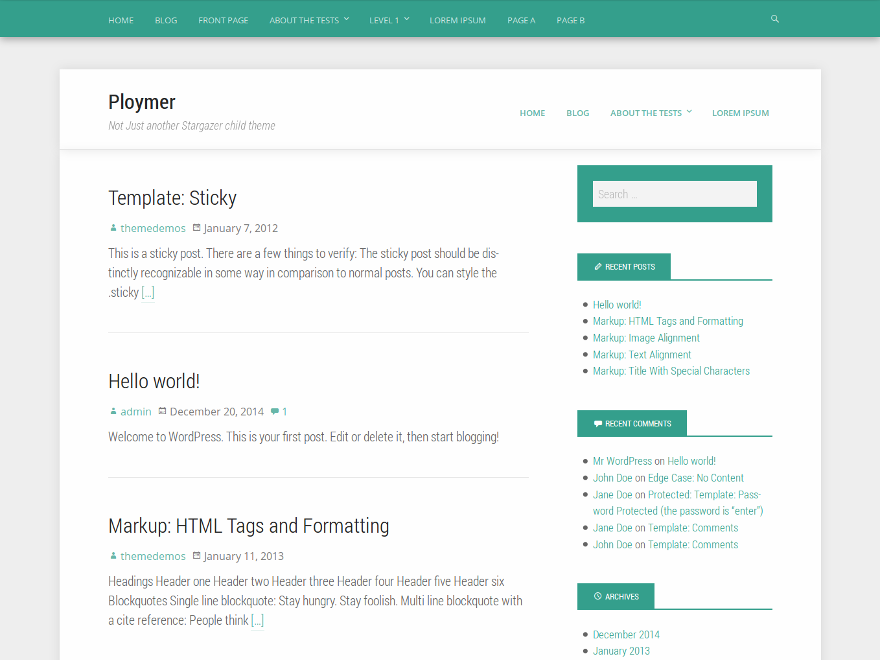 HOME BLOG FRONT PAGE ABOUT THE TESTS LEVEL 1 LOREM IPSUM PAGE A PAGE B
Ploymer
Not Just another Stargazer child theme
HOME BLOG ABOUT THE TESTS LOREM IPSUM
Template: Sticky
themedemos January 7, 2012
This is a sticky post. There are a few things to verify: The sticky post should be dis-
tinctly recognizable in some way in comparison to normal posts. You can style the
.sticky [...]
Hello world!
admin December 20, 2014 1
Welcome to WordPress. This is your first post. Edit or delete it, then start blogging!
Markup: HTML Tags and Formatting
themedemos January 11, 2013
Headings Header one Header two Header three Header four Header five Header six
Blockquotes Single line blockquote: Stay hungry. Stay foolish. Multi line blockquote with
a cite reference: People think [...]
Search ...
RECENT POSTS
Hello world!
Markup: HTML Tags and Formatting
Markup: Image Alignment
Markup: Text Alignment
Markup: Title With Special Characters
RECENT COMMENTS
Mr WordPress on Hello world!
John Doe on Edge Case: No Content
Jane Doe on Protected: Template: Pass-
word Protected (the password is “enter”)
Jane Doe on Template: Comments
John Doe on Template: Comments
ARCHIVES
December 2014
January 2013